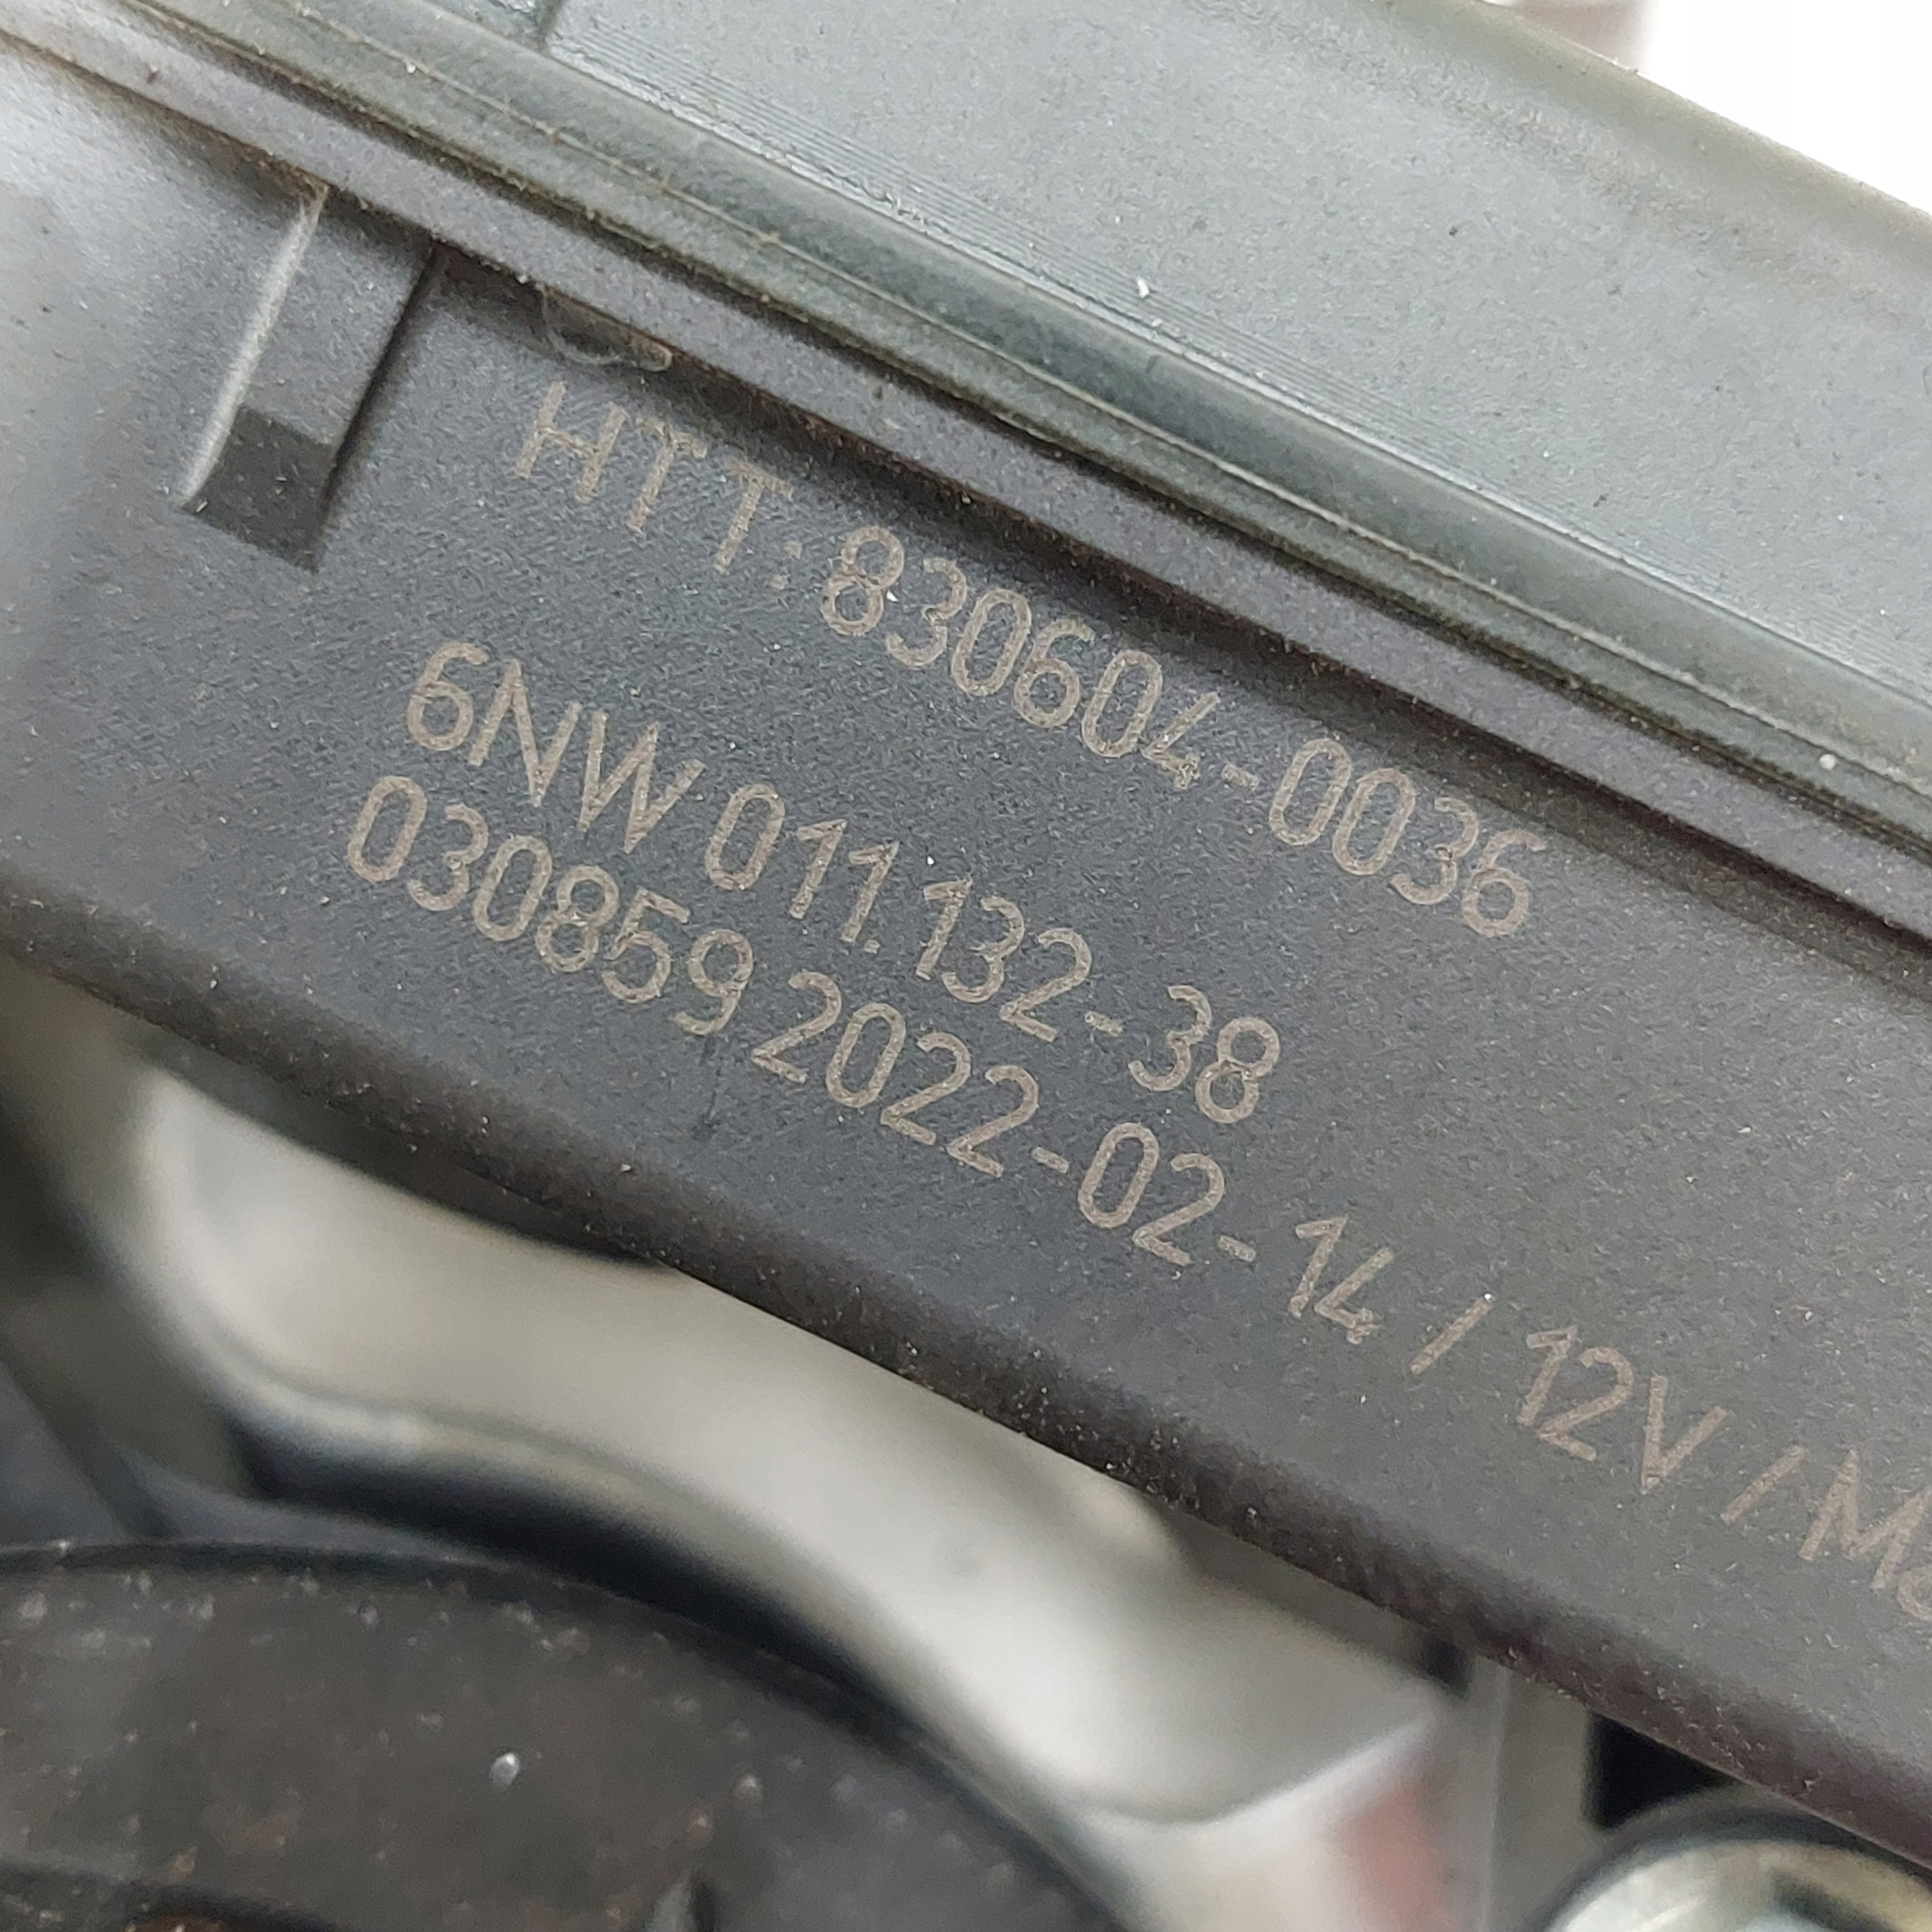 HTT:830604-0036
6NW 011.132-38
030859 2022-02-14 / 12V /